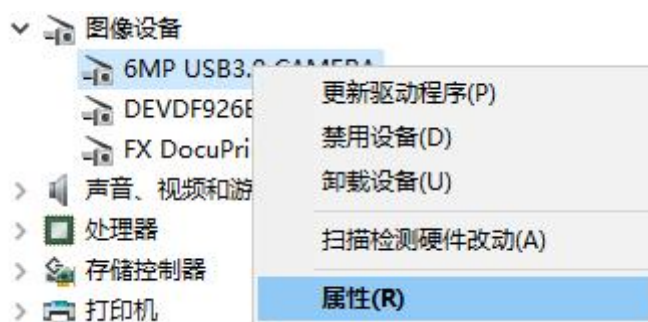 图像设备
6MP USB3.0 CAMERA
DEVDF926E
FX DocuPri
声音、视频和游
处理器
存储控制器
打印机
更新驱动程序(P)
禁用设备(D)
卸载设备(U)
扫描检测硬件改动(A)
属性(R)